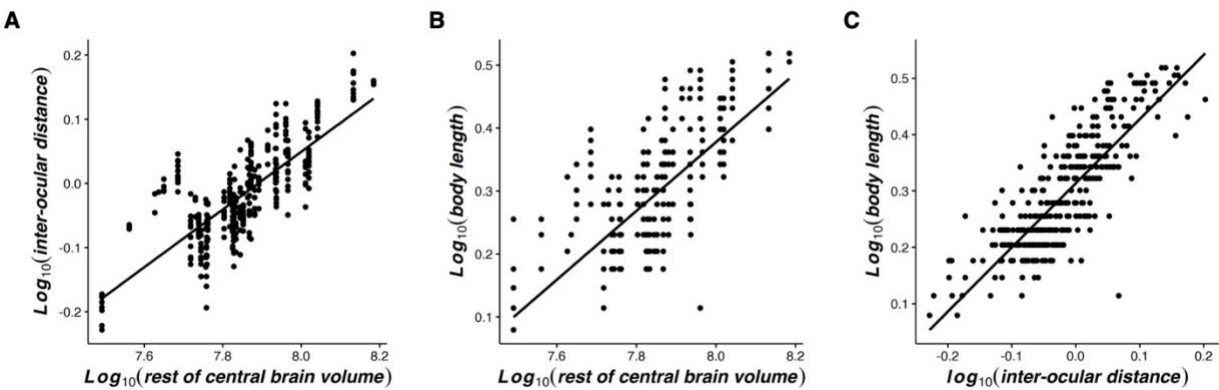 A
Log₁₀(inter-ocular distance)
0.2
0.1
0.0
-0.1
-0.2
7.6 7.8 8.0 8.2
Log₁₀(rest of central brain volume)
B
Log₁₀(body length)
0.5
0.4
0.3
0.2
0.1
7.6 7.8 8.0 8.2
Log₁₀(rest of central brain volume)
C
Log₁₀(body length)
0.5
0.4
0.3
0.2
0.1
-0.2 -0.1 0.0 0.1 0.2
log₁₀(inter-ocular distance)